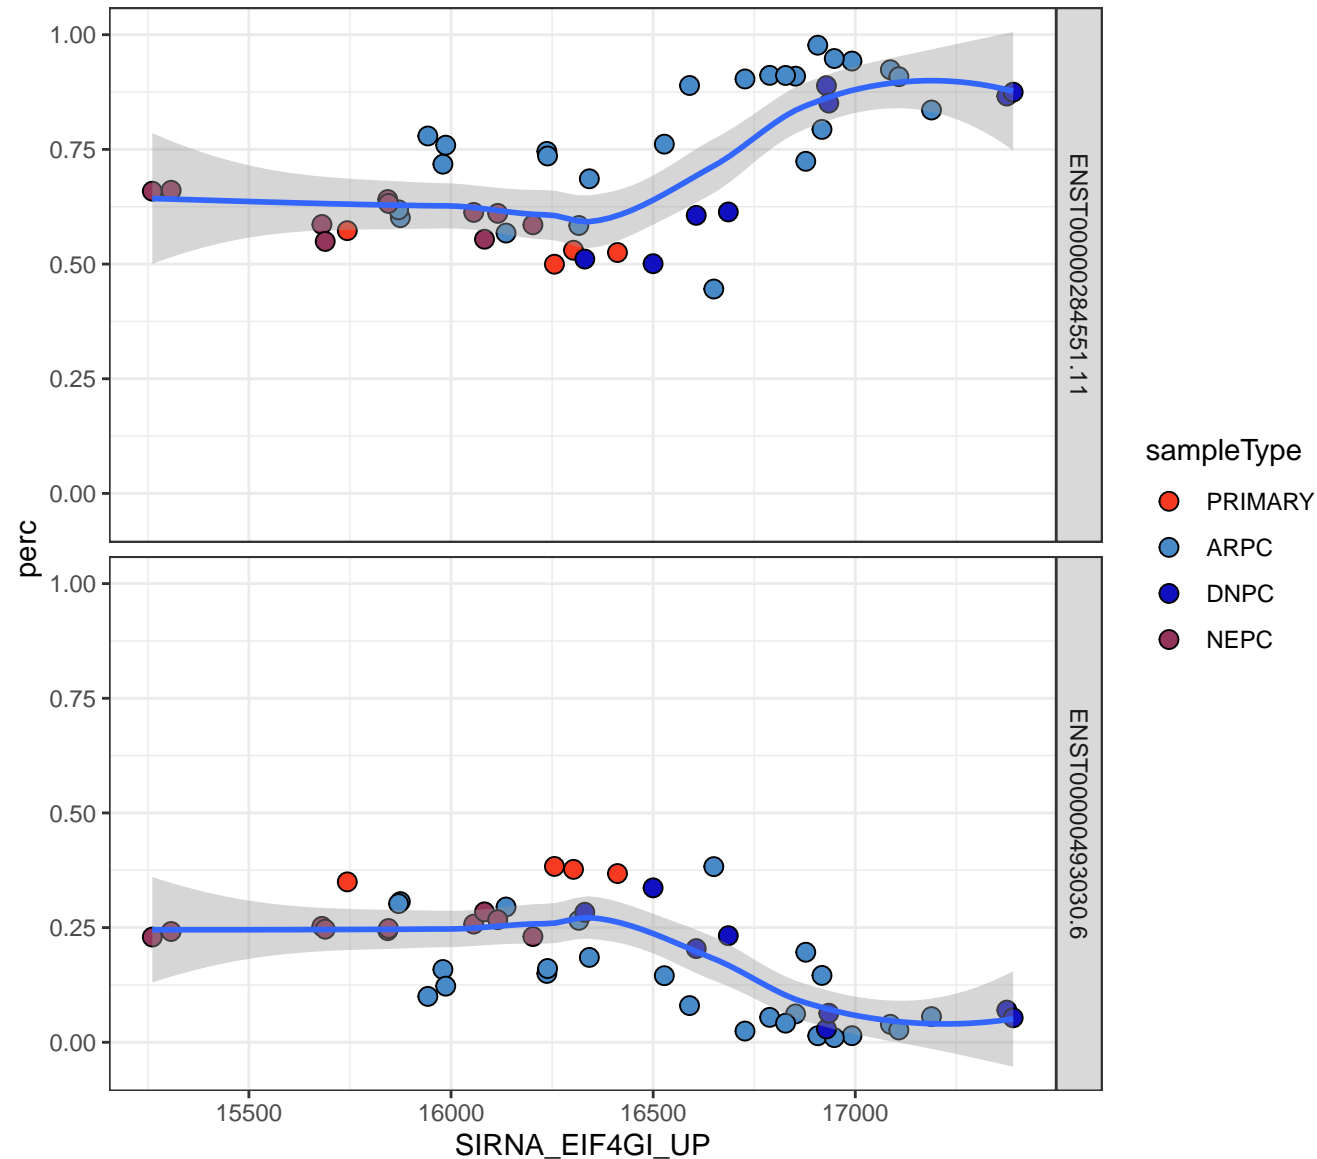 1.00
0.75
0.50
0.25
0.00
ENST00000284551.11
1.00
0.75
0.50
0.25
0.00
ENST00000493030.6
perc
15500
16000
16500
17000
SIRNA_EIF4GI_UP
sampleType
PRIMARY
ARPC
DNPC
NEPC